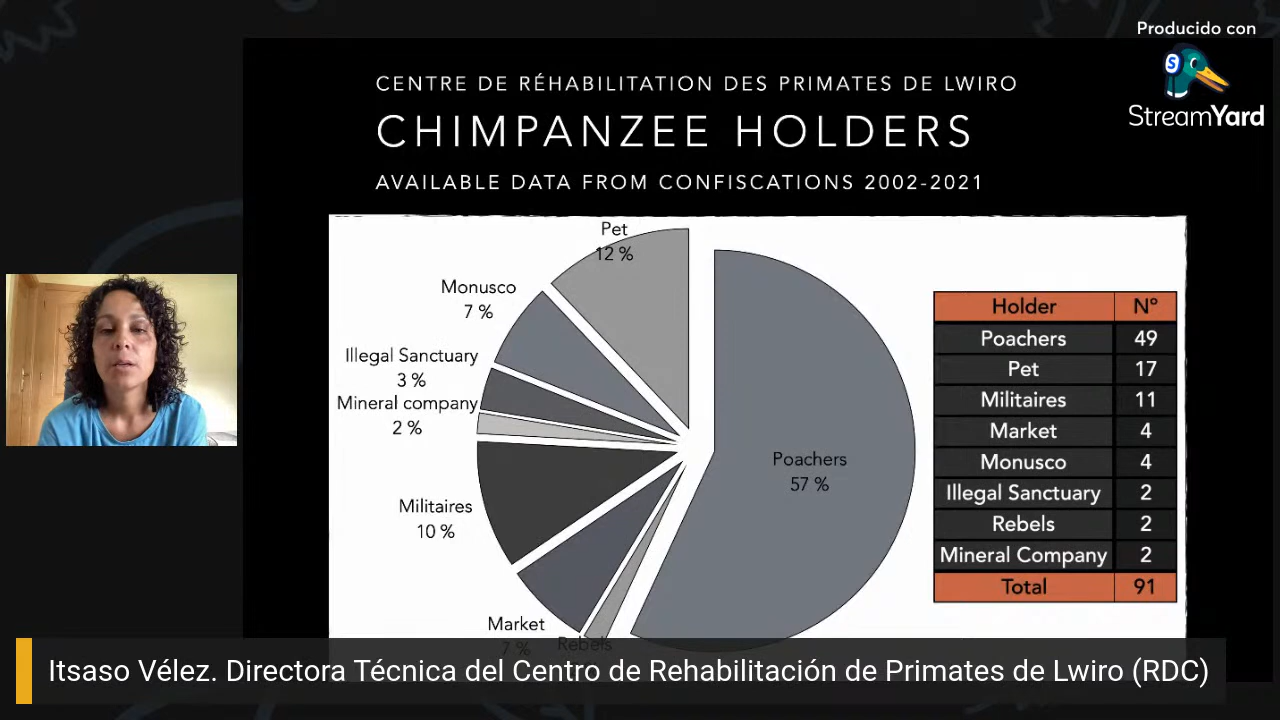 Producido con
StreamYard
CENTRE DE RÉHABILITATION DES PRIMATES DE LWIRO
CHIMPANZEE HOLDERS
AVAILABLE DATA FROM CONFISCATIONS 2002-2021
Pet
12 %
Monusco
7 %
Illegal Sanctuary
3 %
Mineral company
2 %
Militaires
10 %
Market
7 %
Rebels
Poachers
57 %
Holder N°
Poachers 49
Pet 17
Militaires 11
Market 4
Monusco 4
Illegal Sanctuary 2
Rebels 2
Mineral Company 2
Total 91
Itsaso Vélez. Directora Técnica del Centro de Rehabilitación de Primates de Lwiro (RDC)